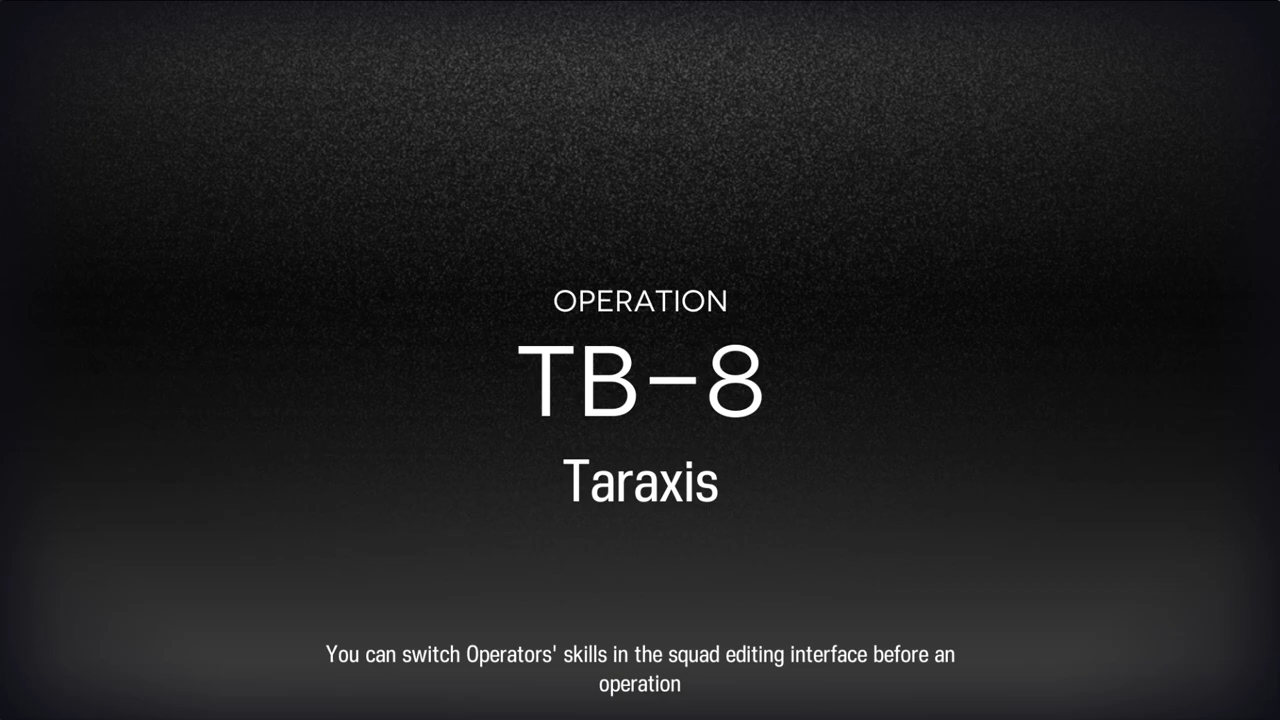 OPERATION
TB-8
Taraxis
You can switch Operators' skills in the squad editing interface before an
operation